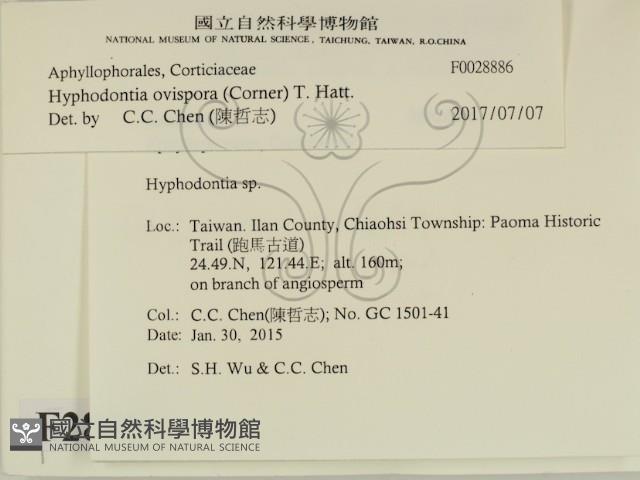 國立自然科學博物館
NATIONAL MUSEUM OF NATURAL SCIENCE, TAICHUNG, TAIWAN, R.O.CHINA
Aphyllophorales, Corticiaceae F0028886
Hyphodontia ovispora (Corner) T. Hatt.
Det. by C.C. Chen (陳哲志) 2017/07/07
Hyphodontia sp.
Loc.: Taiwan. Ilan County, Chiaohsi Township: Paoma Historic
Trail (跑馬古道)
24.49.N, 121.44.E; alt. 160m;
on branch of angiosperm
Col.: C.C. Chen(陳哲志); No. GC 1501-41
Date: Jan. 30, 2015
Det.: S.H. Wu & C.C. Chen
國立自然科學博物館
NATIONAL MUSEUM OF NATURAL SCIENCE